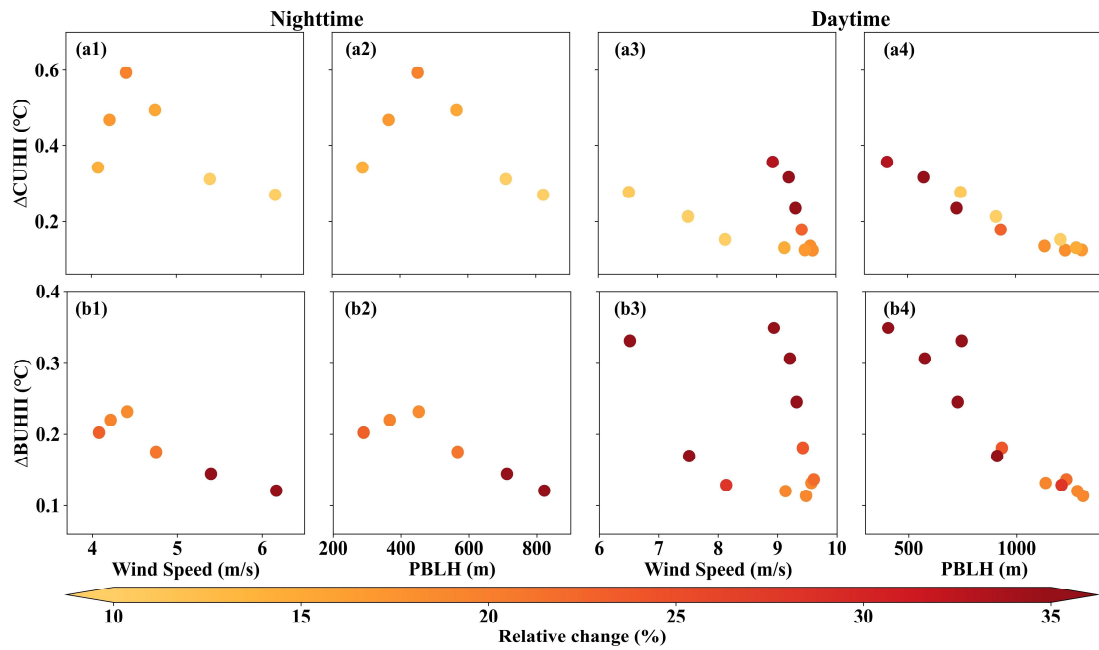 Nighttime Daytime
(a1) (a2) (a3) (a4)
ΔCUHII (℃)
0.6
0.4
0.2
(b1) (b2) (b3) (b4)
ΔBUHII (℃)
0.4
0.3
0.2
0.1
4 5 6 200 400 600 800 6 7 8 9 10 500 1000
Wind Speed (m/s) PBLH (m) Wind Speed (m/s) PBLH (m)
10 15 20 25 30 35
Relative change (%)